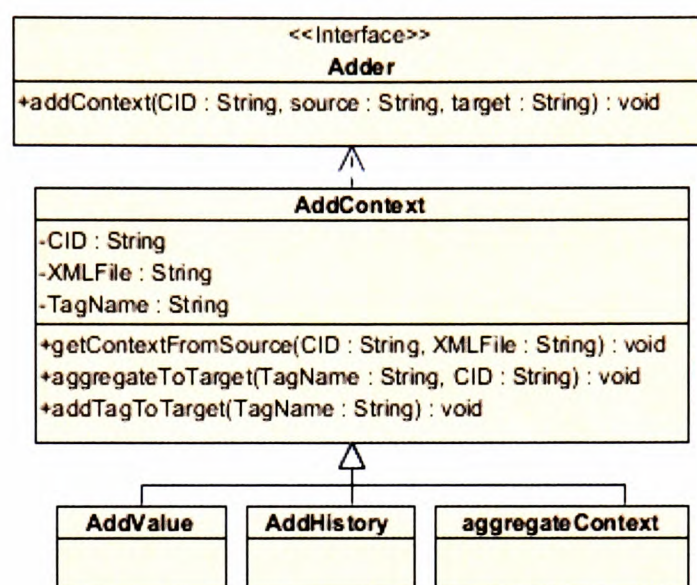 <<Interface>>
Adder
+addContext(CID : String, source : String, target : String) : void
AddContext
-CID : String
-XMLFile : String
-TagName : String
+getContextFromSource(CID : String, XMLFile : String) : void
+aggregateToTarget(TagName : String, CID : String) : void
+addTagToTarget(TagName : String) : void
AddValue
AddHistory
aggregateContext